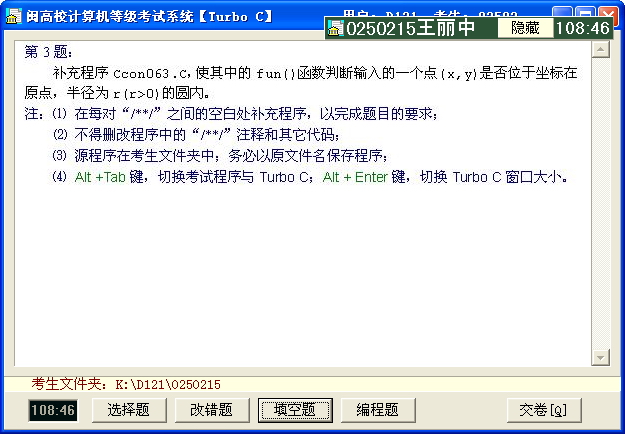 闽高校计算机等级考试系统【Turbo C】
0250215王丽中 隐藏 108:46
第 3 题:
补充程序 Ccon063.C,使其中的 fun()函数判断输入的一个点(x,y)是否位于坐标在
原点，半径为 r(r>0)的圆内。
注：⑴ 在每对“/**/”之间的空白处补充程序，以完成题目的要求；
⑵ 不得删改程序中的“/**/”注释和其它代码；
⑶ 源程序在考生文件夹中；务必以原文件名保存程序；
⑷ Alt +Tab 键，切换考试程序与 Turbo C；Alt + Enter 键，切换 Turbo C 窗口大小。
考生文件夹：K:\D121\0250215
108:46 选择题 改错题 填空题 编程题 交卷[Q]